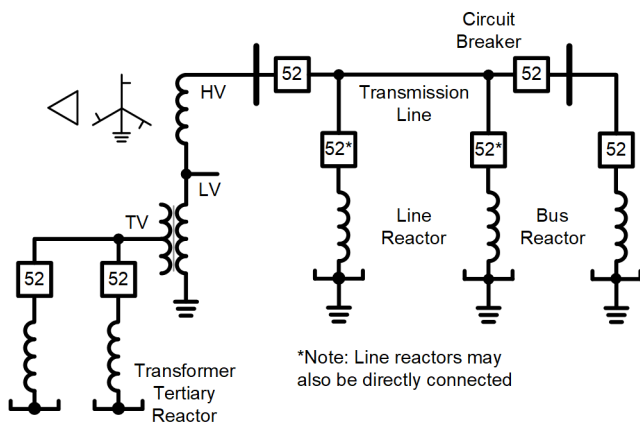 Circuit
Breaker
52
52
HV
Transmission
Line
52*
52*
52
LV
TV
Line
Reactor
Bus
Reactor
52
52
Transformer
Tertiary
Reactor
*Note: Line reactors may
also be directly connected